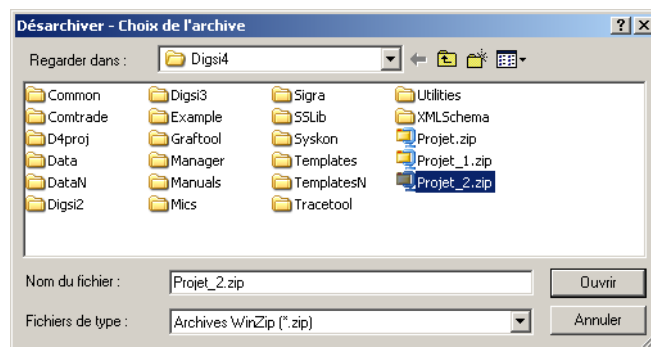 Désarchiver - Choix de l'archive
Regarder dans :
Digsi4
Common
Comtrade
D4proj
Data
DataN
Digsi2
Digsi3
Example
Graftool
Manager
Manuals
Mics
Sigra
SSLib
Syskon
Templates
TemplatesN
Tracetool
Utilities
XMLSchema
Projet.zip
Projet_1.zip
Projet_2.zip
Nom du fichier :
Projet_2.zip
Ouvrir
Fichiers de type :
Archives WinZip (*.zip)
Annuler